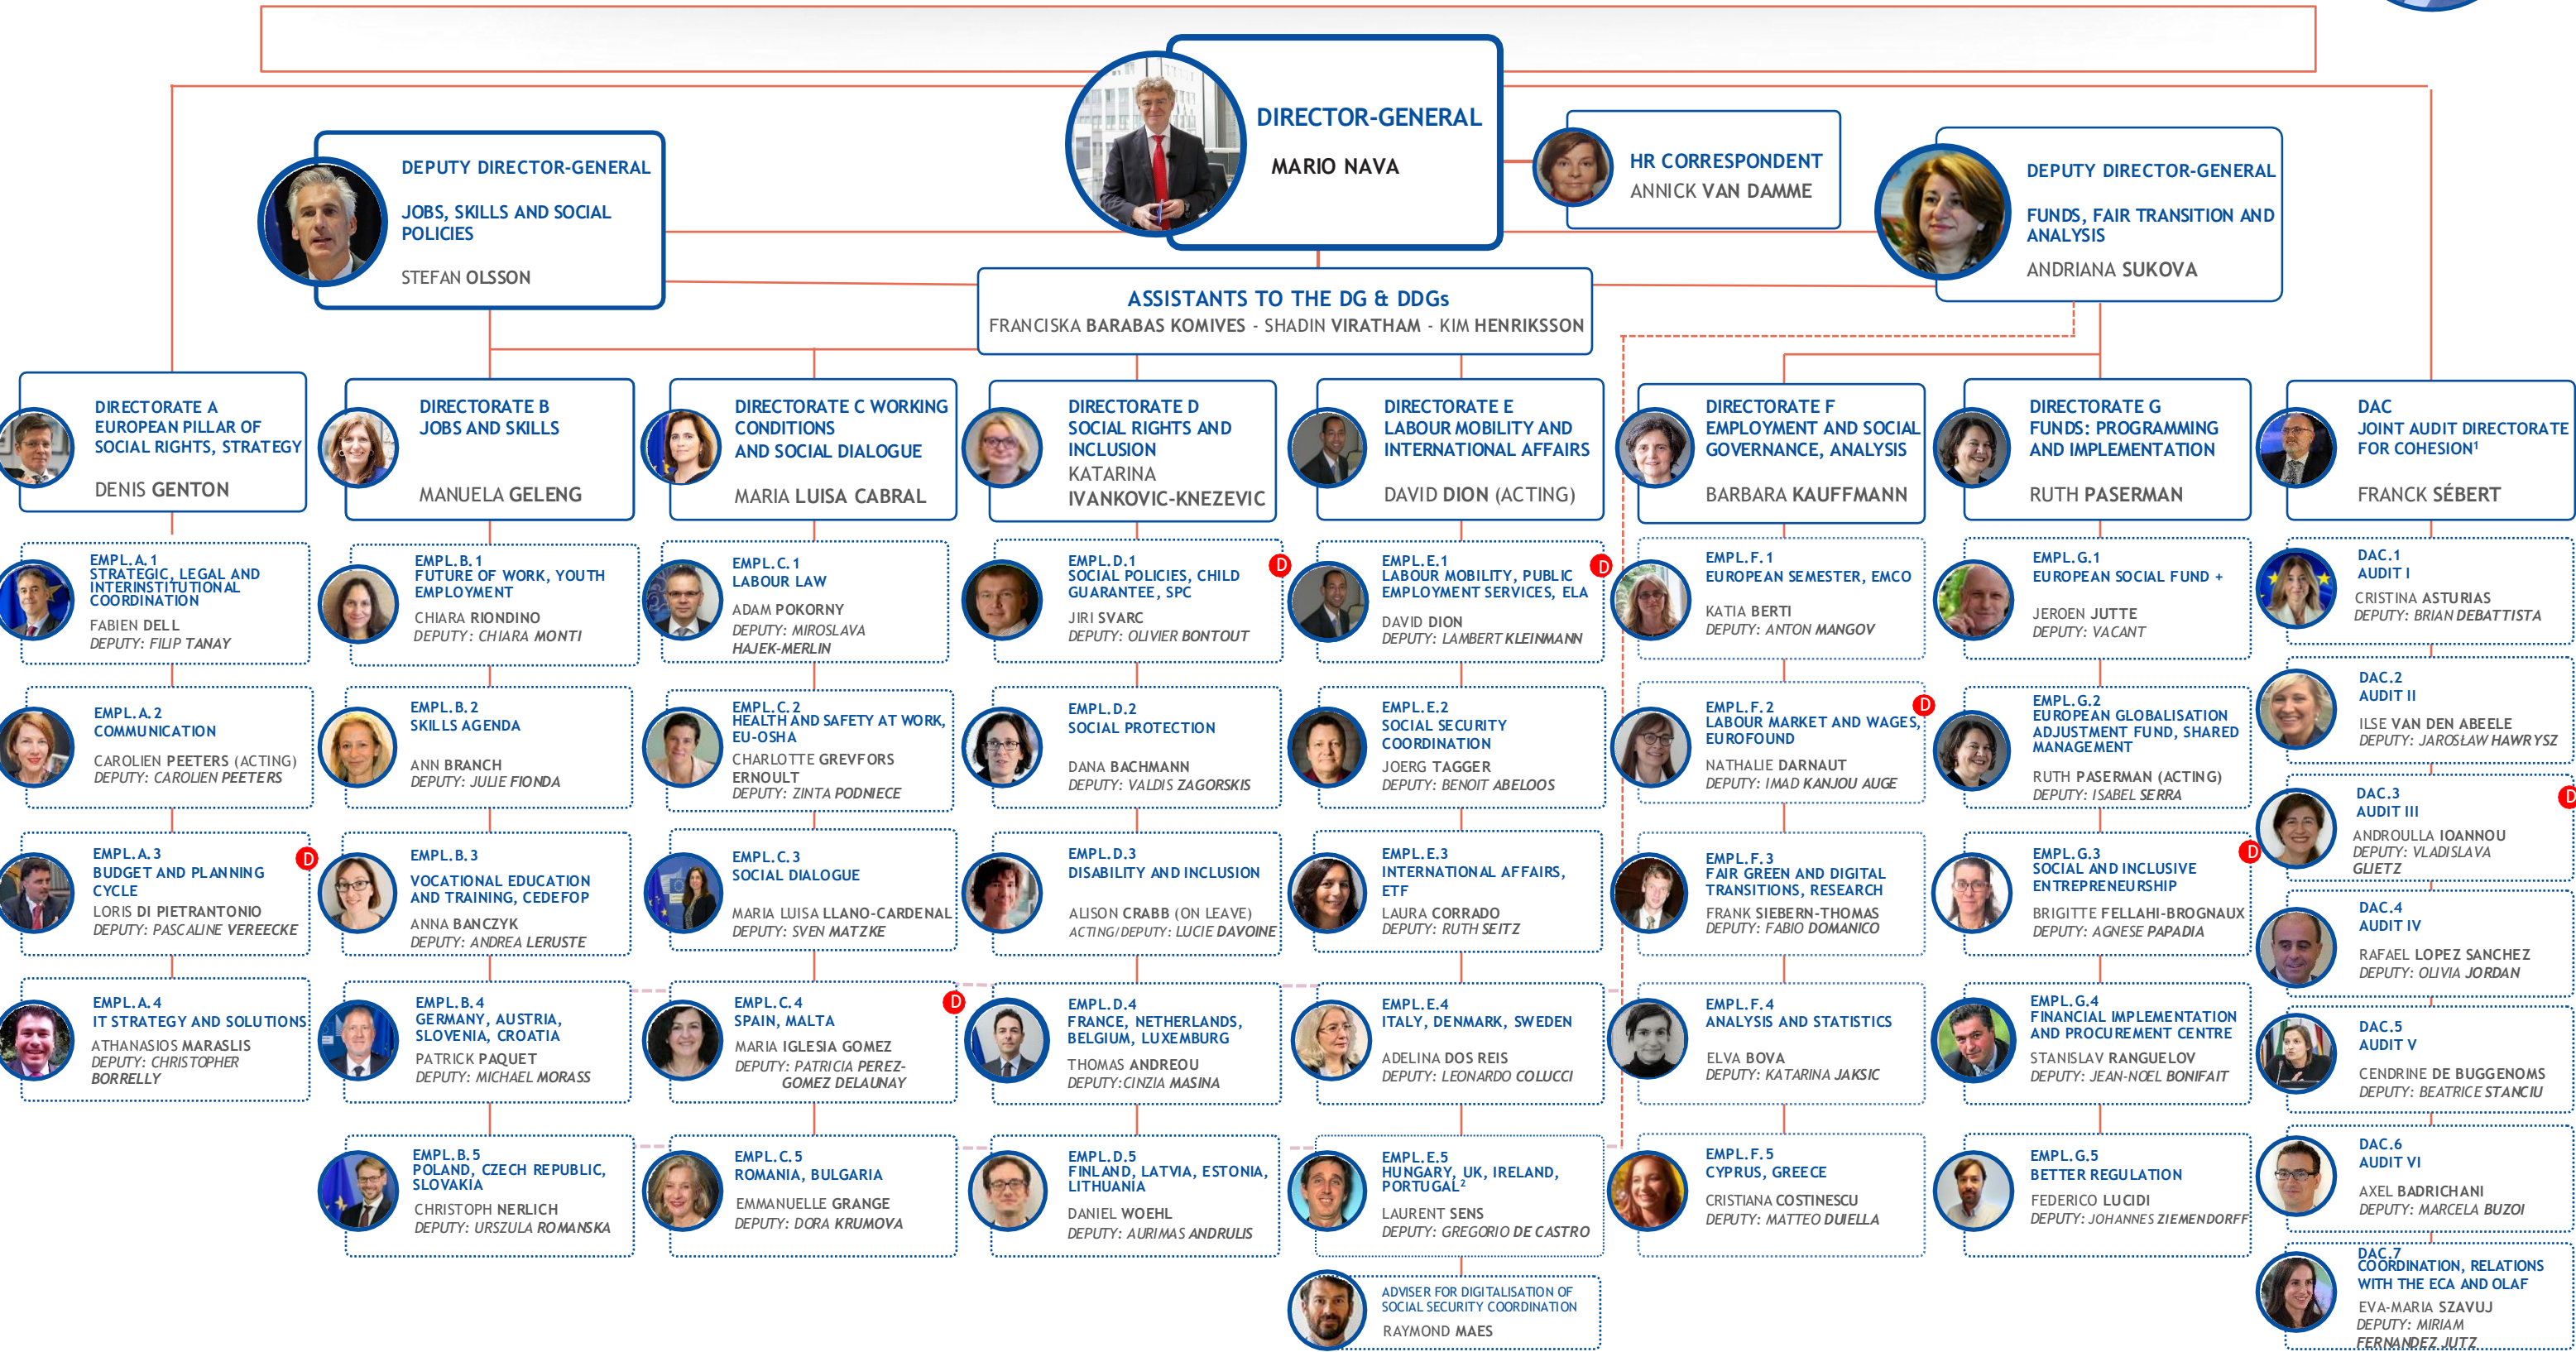 DIRECTOR-GENERAL
MARIO NAVA
HR CORRESPONDENT
ANNICK VAN DAMME
DEPUTY DIRECTOR-GENERAL
JOBS, SKILLS AND SOCIAL
POLICIES
STEFAN OLSSON
DEPUTY DIRECTOR-GENERAL
FUNDS, FAIR TRANSITION AND
ANALYSIS
ANDRIANA SUKOVA
ASSISTANTS TO THE DG & DDGs
FRANCISKA BARABAS KOMIVES - SHADIN VIRATHAM - KIM HENRIKSSON
DIRECTORATE A
EUROPEAN PILLAR OF
SOCIAL RIGHTS, STRATEGY
DENIS GENTON
EMPL.A.1
STRATEGIC, LEGAL AND
INTERINSTITUTIONAL
COORDINATION
FABIEN DELL
DEPUTY: FILIP TANAY
EMPL.A.2
COMMUNICATION
CAROLIEN PEETERS (ACTING)
DEPUTY: CAROLIEN PEETERS
D
EMPL.A.3
BUDGET AND PLANNING
CYCLE
LORIS DI PIETRANTONIO
DEPUTY: PASCALINE VEREECKE
EMPL.A.4
IT STRATEGY AND SOLUTIONS
ATHANASIOS MARASLIS
DEPUTY: CHRISTOPHER
BORRELLY
DIRECTORATE B
JOBS AND SKILLS
MANUELA GELENG
EMPL.B.1
FUTURE OF WORK, YOUTH
EMPLOYMENT
CHIARA RIONDINO
DEPUTY: CHIARA MONTI
EMPL.B.2
SKILLS AGENDA
ANN BRANCH
DEPUTY: JULIE FIONDA
EMPL.B.3
VOCATIONAL EDUCATION
AND TRAINING, CEDEFOP
ANNA BANCZYK
DEPUTY: ANDREA LERUSTE
EMPL.B.4
GERMANY, AUSTRIA,
SLOVENIA, CROATIA
PATRICK PAQUET
DEPUTY: MICHAEL MORASS
EMPL.B.5
POLAND, CZECH REPUBLIC,
SLOVAKIA
CHRISTOPH NERLICH
DEPUTY: URSZULA ROMANSKA
DIRECTORATE C WORKING
CONDITIONS
AND SOCIAL DIALOGUE
MARIA LUISA CABRAL
EMPL.C.1
LABOUR LAW
ADAM POKORNY
DEPUTY: MIROSLAVA
HAJEK-MERLIN
EMPL.C.2
HEALTH AND SAFETY AT WORK,
EU-OSHA
CHARLOTTE GREVFORS
ERNOULT
DEPUTY: ZINTA PODNIECE
EMPL.C.3
SOCIAL DIALOGUE
MARIA LUISA LLANO-CARDENAL
DEPUTY: SVEN MATZKE
D
EMPL.C.4
SPAIN, MALTA
MARIA IGLESIA GOMEZ
DEPUTY: PATRICIA PEREZ-
GOMEZ DELAUNAY
EMPL.C.5
ROMANIA, BULGARIA
EMMANUELLE GRANGE
DEPUTY: DORA KRUMOVA
DIRECTORATE D
SOCIAL RIGHTS AND
INCLUSION
KATARINA
IVANKOVIC-KNEZEVIC
D
EMPL.D.1
SOCIAL POLICIES, CHILD
GUARANTEE, SPC
JIRI SVARC
DEPUTY: OLIVIER BONTOUT
EMPL.D.2
SOCIAL PROTECTION
DANA BACHMANN
DEPUTY: VALDIS ZAGORSKIS
EMPL.D.3
DISABILITY AND INCLUSION
ALISON CRABB (ON LEAVE)
ACTING/DEPUTY: LUCIE DAVOINE
EMPL.D.4
FRANCE, NETHERLANDS,
BELGIUM, LUXEMBURG
THOMAS ANDREOU
DEPUTY:CINZIA MASINA
EMPL.D.5
FINLAND, LATVIA, ESTONIA,
LITHUANIA
DANIEL WOEHL
DEPUTY: AURIMAS ANDRULIS
DIRECTORATE E
LABOUR MOBILITY AND
INTERNATIONAL AFFAIRS
DAVID DION (ACTING)
D
EMPL.E.1
LABOUR MOBILITY, PUBLIC
EMPLOYMENT SERVICES, ELA
DAVID DION
DEPUTY: LAMBERT KLEINMANN
EMPL.E.2
SOCIAL SECURITY
COORDINATION
JOERG TAGGER
DEPUTY: BENOIT ABELOOS
EMPL.E.3
INTERNATIONAL AFFAIRS,
ETF
LAURA CORRADO
DEPUTY: RUTH SEITZ
EMPL.E.4
ITALY, DENMARK, SWEDEN
ADELINA DOS REIS
DEPUTY: LEONARDO COLUCCI
EMPL.E.5
HUNGARY, UK, IRELAND,
PORTUGAL²
LAURENT SENS
DEPUTY: GREGORIO DE CASTRO
ADVISER FOR DIGITALISATION OF
SOCIAL SECURITY COORDINATION
RAYMOND MAES
DIRECTORATE F
EMPLOYMENT AND SOCIAL
GOVERNANCE, ANALYSIS
BARBARA KAUFFMANN
EMPL.F.1
EUROPEAN SEMESTER, EMCO
KATIA BERTI
DEPUTY: ANTON MANGOV
D
EMPL.F.2
LABOUR MARKET AND WAGES,
EUROFOUND
NATHALIE DARNAUT
DEPUTY: IMAD KANJOU AUGE
EMPL.F.3
FAIR GREEN AND DIGITAL
TRANSITIONS, RESEARCH
FRANK SIEBERN-THOMAS
DEPUTY: FABIO DOMANICO
EMPL.F.4
ANALYSIS AND STATISTICS
ELVA BOVA
DEPUTY: KATARINA JAKSIC
EMPL.F.5
CYPRUS, GREECE
CRISTIANA COSTINESCU
DEPUTY: MATTEO DUIELLA
DIRECTORATE G
FUNDS: PROGRAMMING
AND IMPLEMENTATION
RUTH PASERMAN
EMPL.G.1
EUROPEAN SOCIAL FUND +
JEROEN JUTTE
DEPUTY: VACANT
EMPL.G.2
EUROPEAN GLOBALISATION
ADJUSTMENT FUND, SHARED
MANAGEMENT
RUTH PASERMAN (ACTING)
DEPUTY: ISABEL SERRA
D
EMPL.G.3
SOCIAL AND INCLUSIVE
ENTREPRENEURSHIP
BRIGITTE FELLAHI-BROGNAUX
DEPUTY: AGNESE PAPADIA
EMPL.G.4
FINANCIAL IMPLEMENTATION
AND PROCUREMENT CENTRE
STANISLAV RANGUELOV
DEPUTY: JEAN-NOEL BONIFAIT
EMPL.G.5
BETTER REGULATION
FEDERICO LUCIDI
DEPUTY: JOHANNES ZIEMENDORFF
DAC
JOINT AUDIT DIRECTORATE
FOR COHESION¹
FRANCK SÉBERT
DAC.1
AUDIT I
CRISTINA ASTURIAS
DEPUTY: BRIAN DEBATTISTA
DAC.2
AUDIT II
ILSE VAN DEN ABEELE
DEPUTY: JAROSŁAW HAWRYSZ
D
DAC.3
AUDIT III
ANDROULLA IOANNOU
DEPUTY: VLADISLAVA
GLIETZ
DAC.4
AUDIT IV
RAFAEL LOPEZ SANCHEZ
DEPUTY: OLIVIA JORDAN
DAC.5
AUDIT V
CENDRINE DE BUGGENOMS
DEPUTY: BEATRICE STANCIU
DAC.6
AUDIT VI
AXEL BADRICHANI
DEPUTY: MARCELA BUZOI
DAC.7
COORDINATION, RELATIONS
WITH THE ECA AND OLAF
EVA-MARIA SZAVUJ
DEPUTY: MIRIAM
FERNANDEZ JUTZ